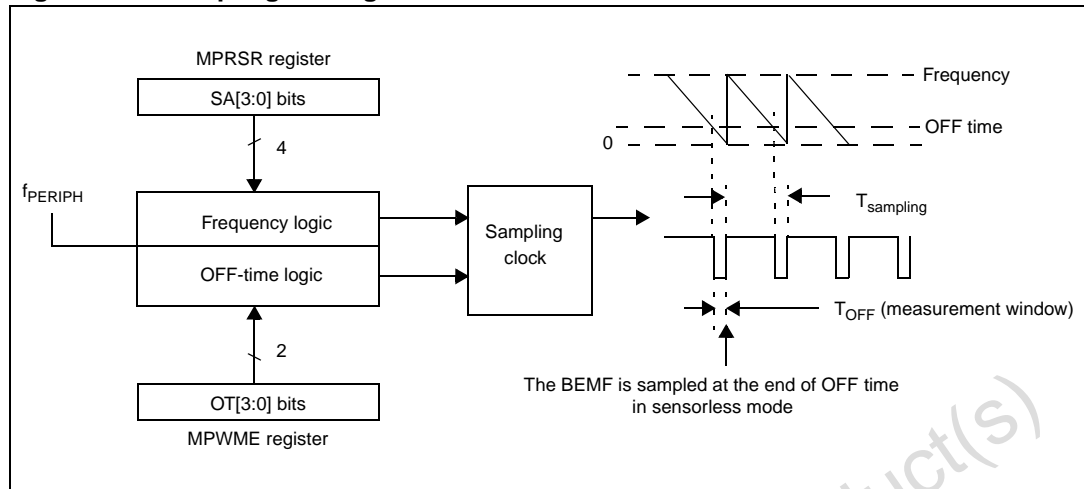 MPRSR register
SA[3:0] bits
4
fPERIPH
Frequency logic
OFF-time logic
2
OT[3:0] bits
MPWME register
Sampling
clock
Frequency
OFF time
0
Tsampling
TOFF (measurement window)
The BEMF is sampled at the end of OFF time
in sensorless mode